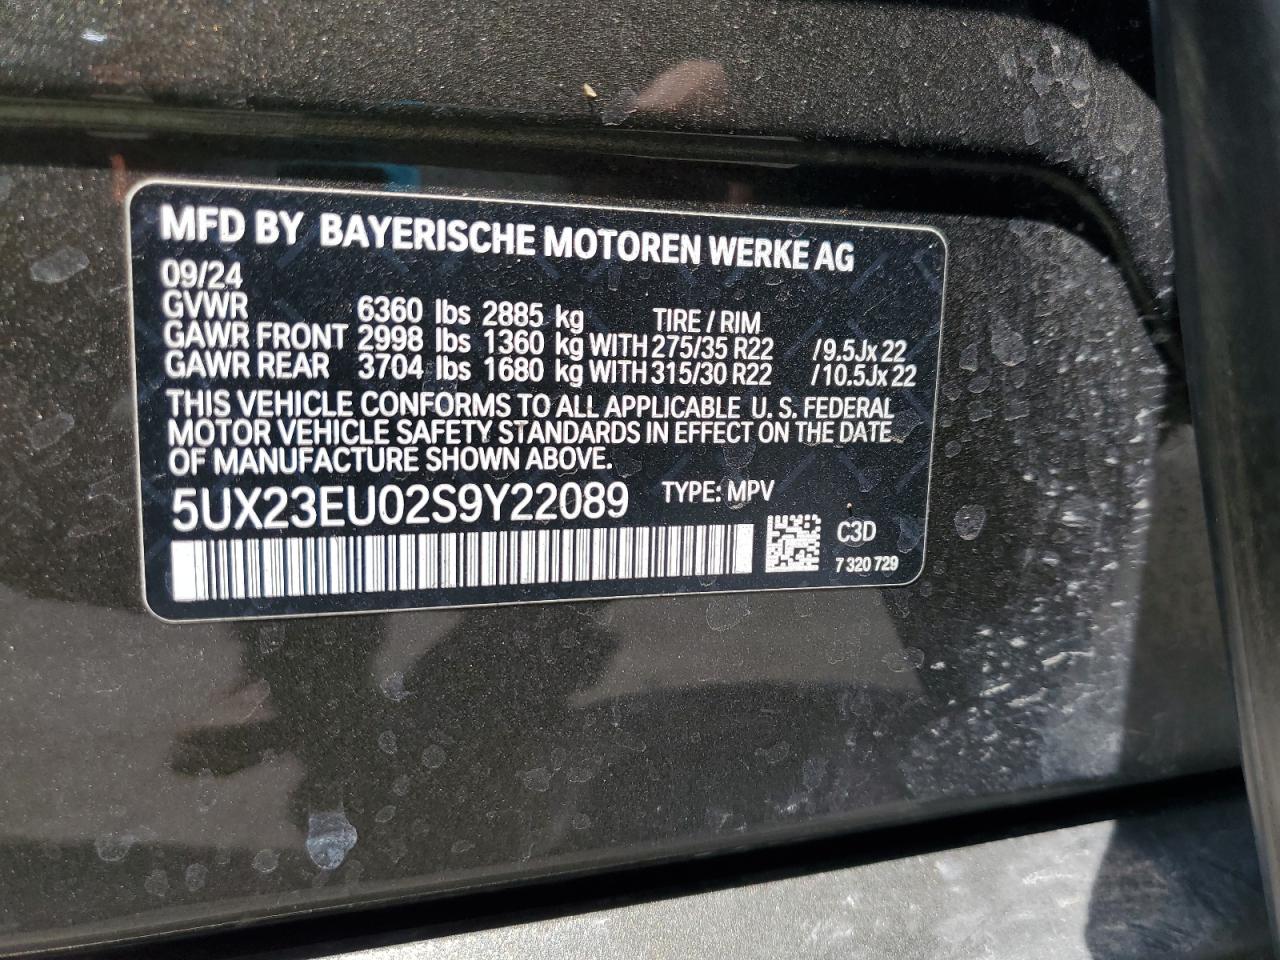 MFD BY BAYERISCHE MOTOREN WERKE AG
09/24
GVWR 6360 lbs 2885 kg TIRE / RIM
GAWR FRONT 2998 lbs 1360 kg WITH 275/35 R22 /9.5Jx22
GAWR REAR 3704 lbs 1680 kg WITH 315/30 R22 /10.5Jx22
THIS VEHICLE CONFORMS TO ALL APPLICABLE U. S. FEDERAL
MOTOR VEHICLE SAFETY STANDARDS IN EFFECT ON THE DATE
OF MANUFACTURE SHOWN ABOVE.
5UX23EU02S9Y22089 TYPE: MPV
C3D
7 320 729